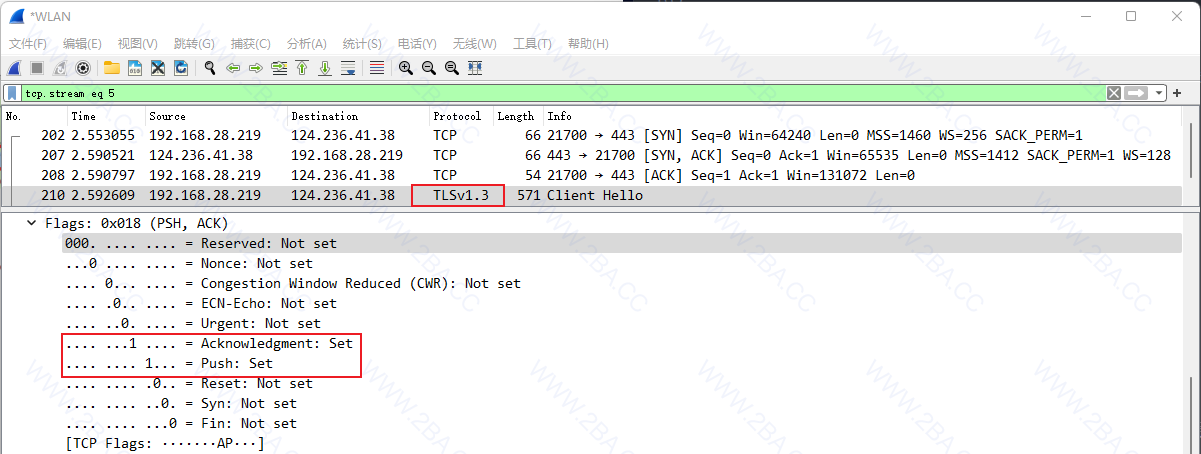 *WLAN
文件(F) 编辑(E) 视图(V) 跳转(G) 捕获(C) 分析(A) 统计(S) 电话(Y) 无线(W) 工具(T) 帮助(H)
tcp.stream eq 5
No. Time Source Destination Protocol Length Info
202 2.553055 192.168.28.219 124.236.41.38 TCP 66 21700 → 443 [SYN] Seq=0 Win=64240 Len=0 MSS=1460 WS=256 SACK_PERM=1
207 2.590521 124.236.41.38 192.168.28.219 TCP 66 443 → 21700 [SYN, ACK] Seq=0 Ack=1 Win=65535 Len=0 MSS=1412 SACK_PERM=1 WS=128
208 2.590797 192.168.28.219 124.236.41.38 TCP 54 21700 → 443 [ACK] Seq=1 Ack=1 Win=131072 Len=0
210 2.592609 192.168.28.219 124.236.41.38 TLSv1.3 571 Client Hello
Flags: 0x018 (PSH, ACK)
000. .... .... = Reserved: Not set
...0 .... .... = Nonce: Not set
.... 0... .... = Congestion Window Reduced (CWR): Not set
.... .0.. .... = ECN-Echo: Not set
.... ..0. .... = Urgent: Not set
.... ...1 .... = Acknowledgment: Set
.... .... 1... = Push: Set
.... .... .0.. = Reset: Not set
.... .... ..0. = Syn: Not set
.... .... ...0 = Fin: Not set
[TCP Flags: ·······AP···]
WWW.2BA.CC